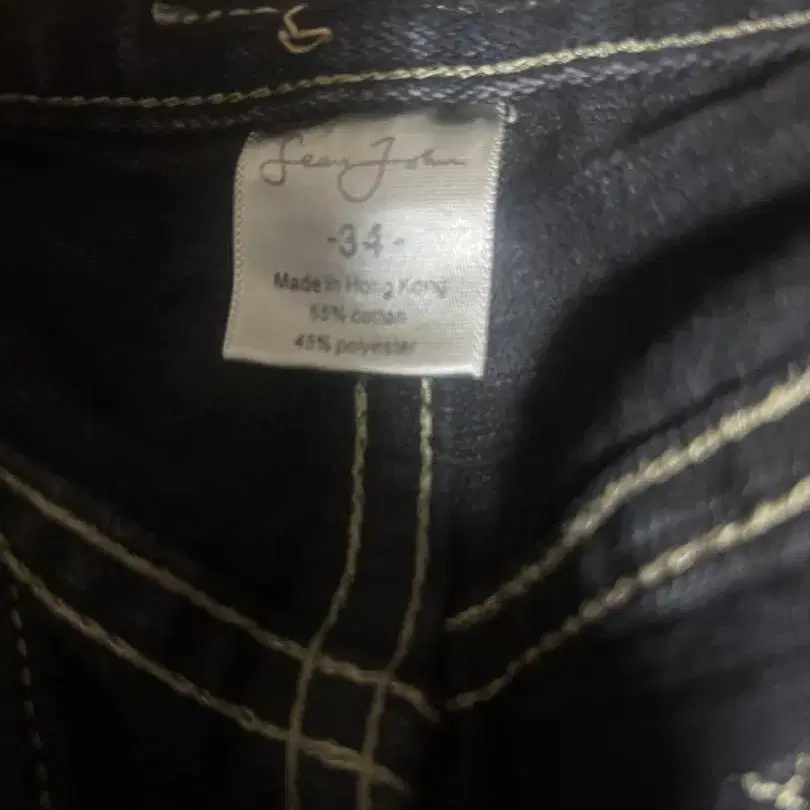 Sean John
-34-
Made in Hong Kong
55% cotton
45% polyester